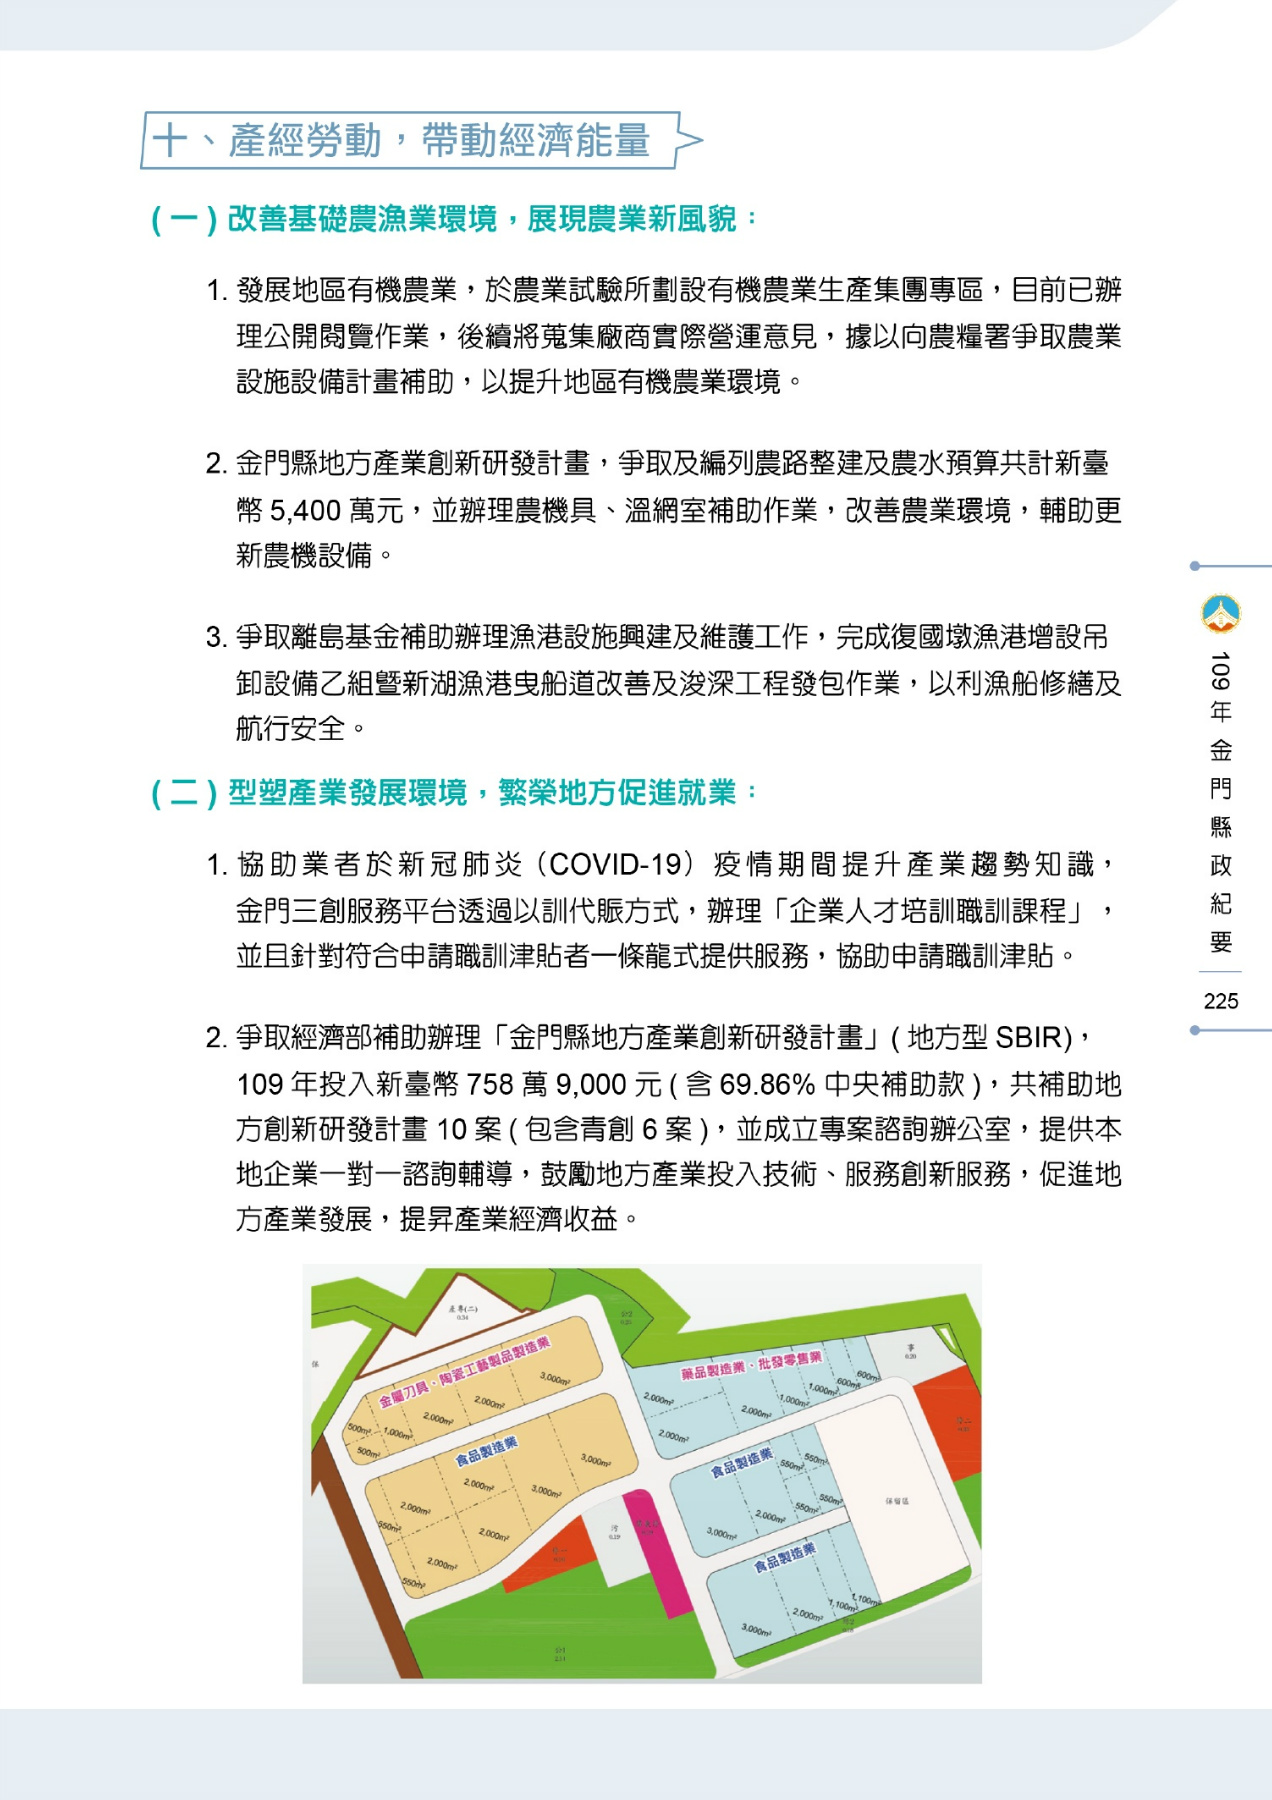 十、產經勞動，帶動經濟能量
(一) 改善基礎農漁業環境，展現農業新風貌：
1. 發展地區有機農業，於農業試驗所劃設有機農業生產集團專區，目前已辦
理公開閱覽作業，後續將蒐集廠商實際營運意見，據以向農糧署爭取農業
設施設備計畫補助，以提升地區有機農業環境。
2. 金門縣地方產業創新研發計畫，爭取及編列農路整建及農水預算共計新臺
幣 5,400 萬元，並辦理農機具、溫網室補助作業，改善農業環境，輔助更
新農機設備。
3. 爭取離島基金補助辦理漁港設施興建及維護工作，完成復國墩漁港增設吊
卸設備乙組暨新湖漁港曳船道改善及浚深工程發包作業，以利漁船修繕及
航行安全。
(二) 型塑產業發展環境，繁榮地方促進就業：
1. 協助業者於新冠肺炎（COVID-19）疫情期間提升產業趨勢知識，
金門三創服務平台透過以訓代賑方式，辦理「企業人才培訓職訓課程」，
並且針對符合申請職訓津貼者一條龍式提供服務，協助申請職訓津貼。
2. 爭取經濟部補助辦理「金門縣地方產業創新研發計畫」( 地方型 SBIR)，
109 年投入新臺幣 758 萬 9,000 元 ( 含 69.86% 中央補助款 )，共補助地
方創新研發計畫 10 案 ( 包含青創 6 案 )，並成立專案諮詢辦公室，提供本
地企業一對一諮詢輔導，鼓勵地方產業投入技術、服務創新服務，促進地
方產業發展，提昇產業經濟收益。
產專(二)
0.34
保
金屬刀具、陶瓷工藝製品製造業
500m²
500m²
1,000m²
2,000m²
2,000m²
3,000m²
食品製造業
2,000m²
550m²
2,000m²
550m²
2,000m²
2,000m²
3,000m²
3,000m²
藥品製造業、批發零售業
2,000m²
2,000m²
2,000m²
1,000m²
1,000m²
600m²
600m²
事
0.20
食品製造業
3,000m²
2,000m²
550m²
550m²
550m²
550m²
保留區
食品製造業
3,000m²
2,000m²
1,100m²
1,100m²
污
0.19
109年金門縣政紀要
225